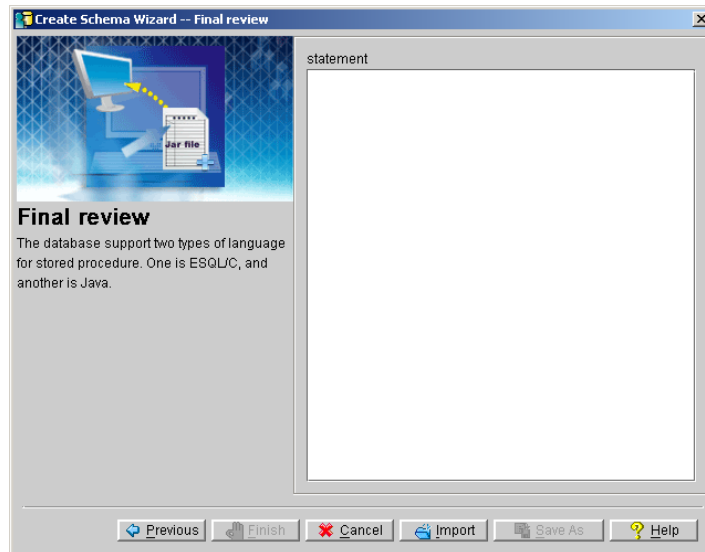 Create Schema Wizard -- Final review
statement
Jar file
Final review
The database support two types of language
for stored procedure. One is ESQL/C, and
another is Java.
Previous
Finish
Cancel
Import
Save As
Help